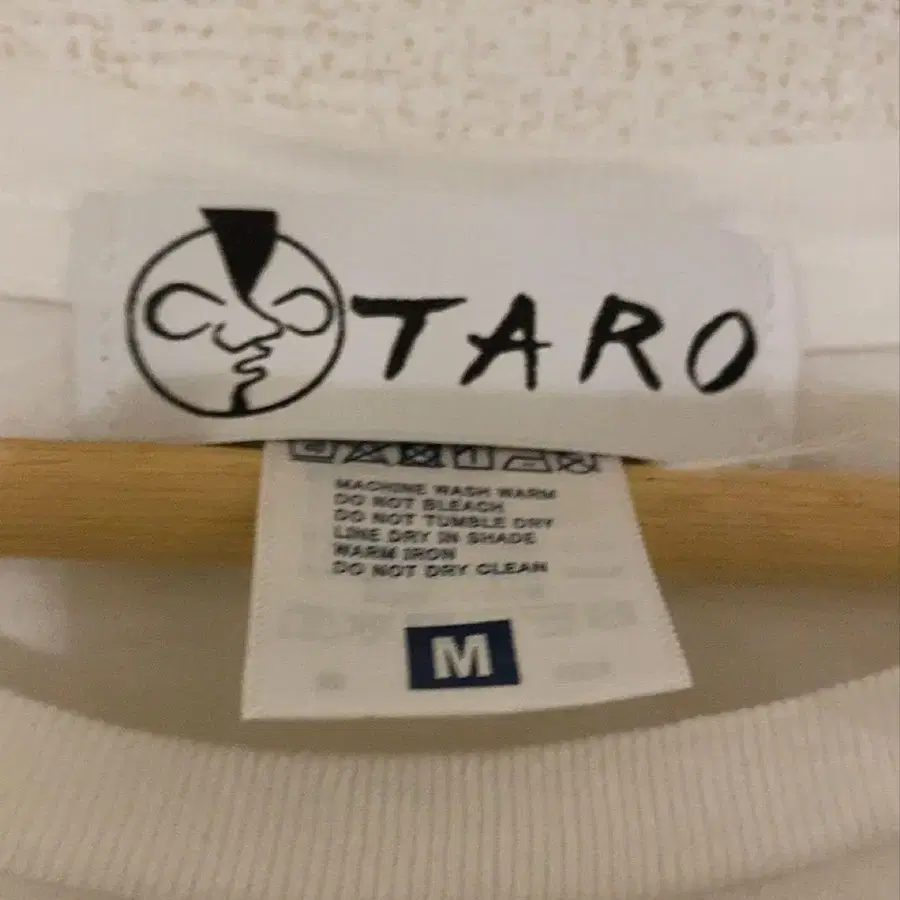 TARO
MACHINE WASH WARM
DO NOT BLEACH
DO NOT TUMBLE DRY
LINE DRY IN SHADE
WARM IRON
DO NOT DRY CLEAN
M